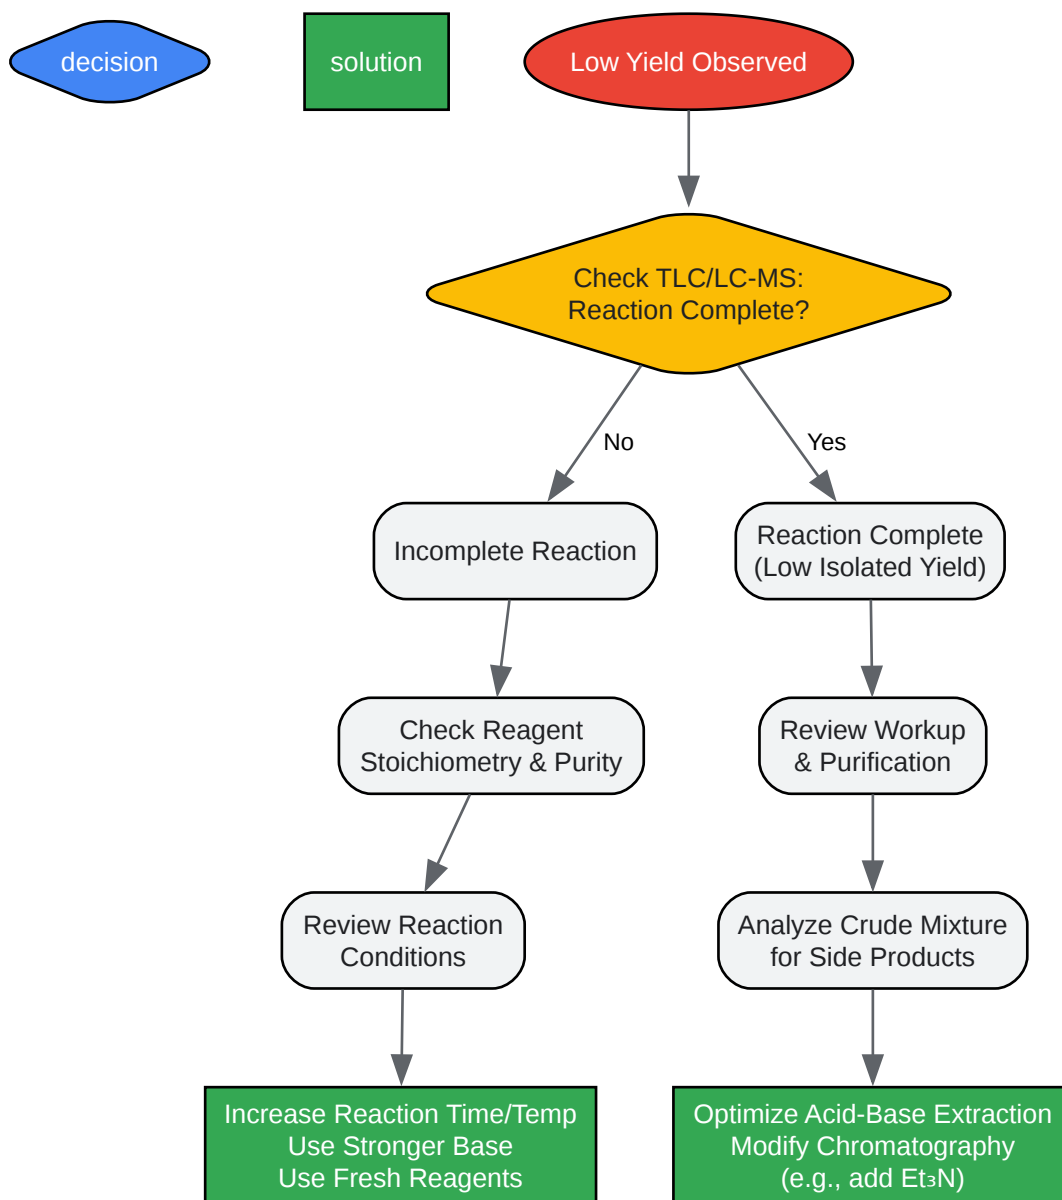 decision
solution
Low Yield Observed
Check TLC/LC-MS:
Reaction Complete?
No
Yes
Incomplete Reaction
Reaction Complete
(Low Isolated Yield)
Check Reagent
Stoichiometry & Purity
Review Workup
& Purification
Review Reaction
Conditions
Analyze Crude Mixture
for Side Products
Increase Reaction Time/Temp
Use Stronger Base
Use Fresh Reagents
Optimize Acid-Base Extraction
Modify Chromatography
(e.g., add Et₃N)